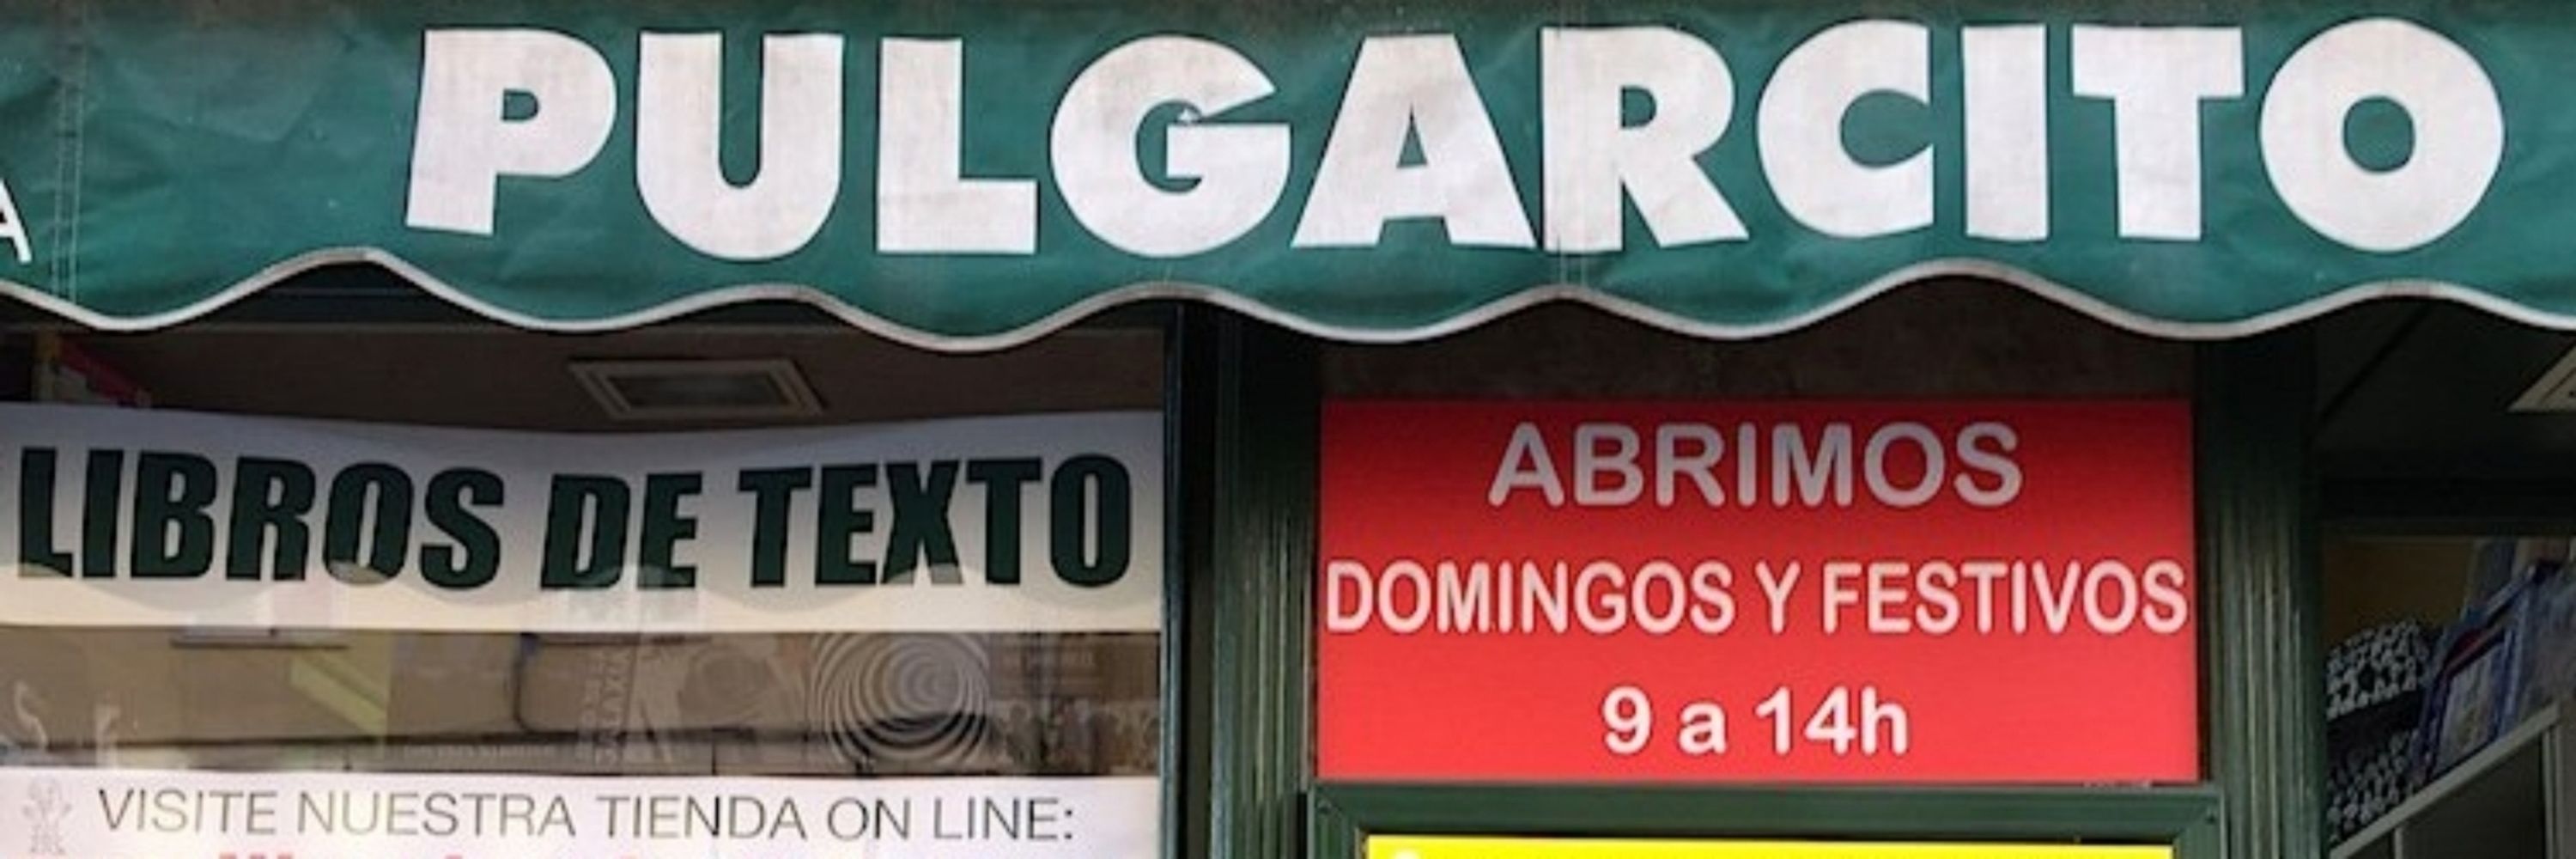 PULGARCITO
LIBROS DE TEXTO
ABRIMOS
DOMINGOS Y FESTIVOS
9 a 14h
VISITE NUESTRA TIENDA ON LINE: